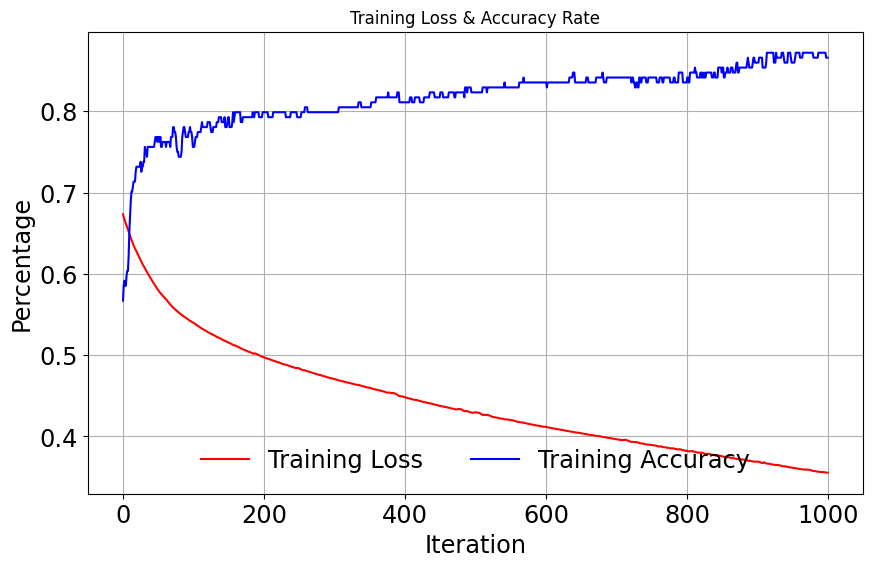 Training Loss & Accuracy Rate
Percentage
0.8
0.7
0.6
0.5
0.4
Training Loss
Training Accuracy
0
200
400
600
800
1000
Iteration